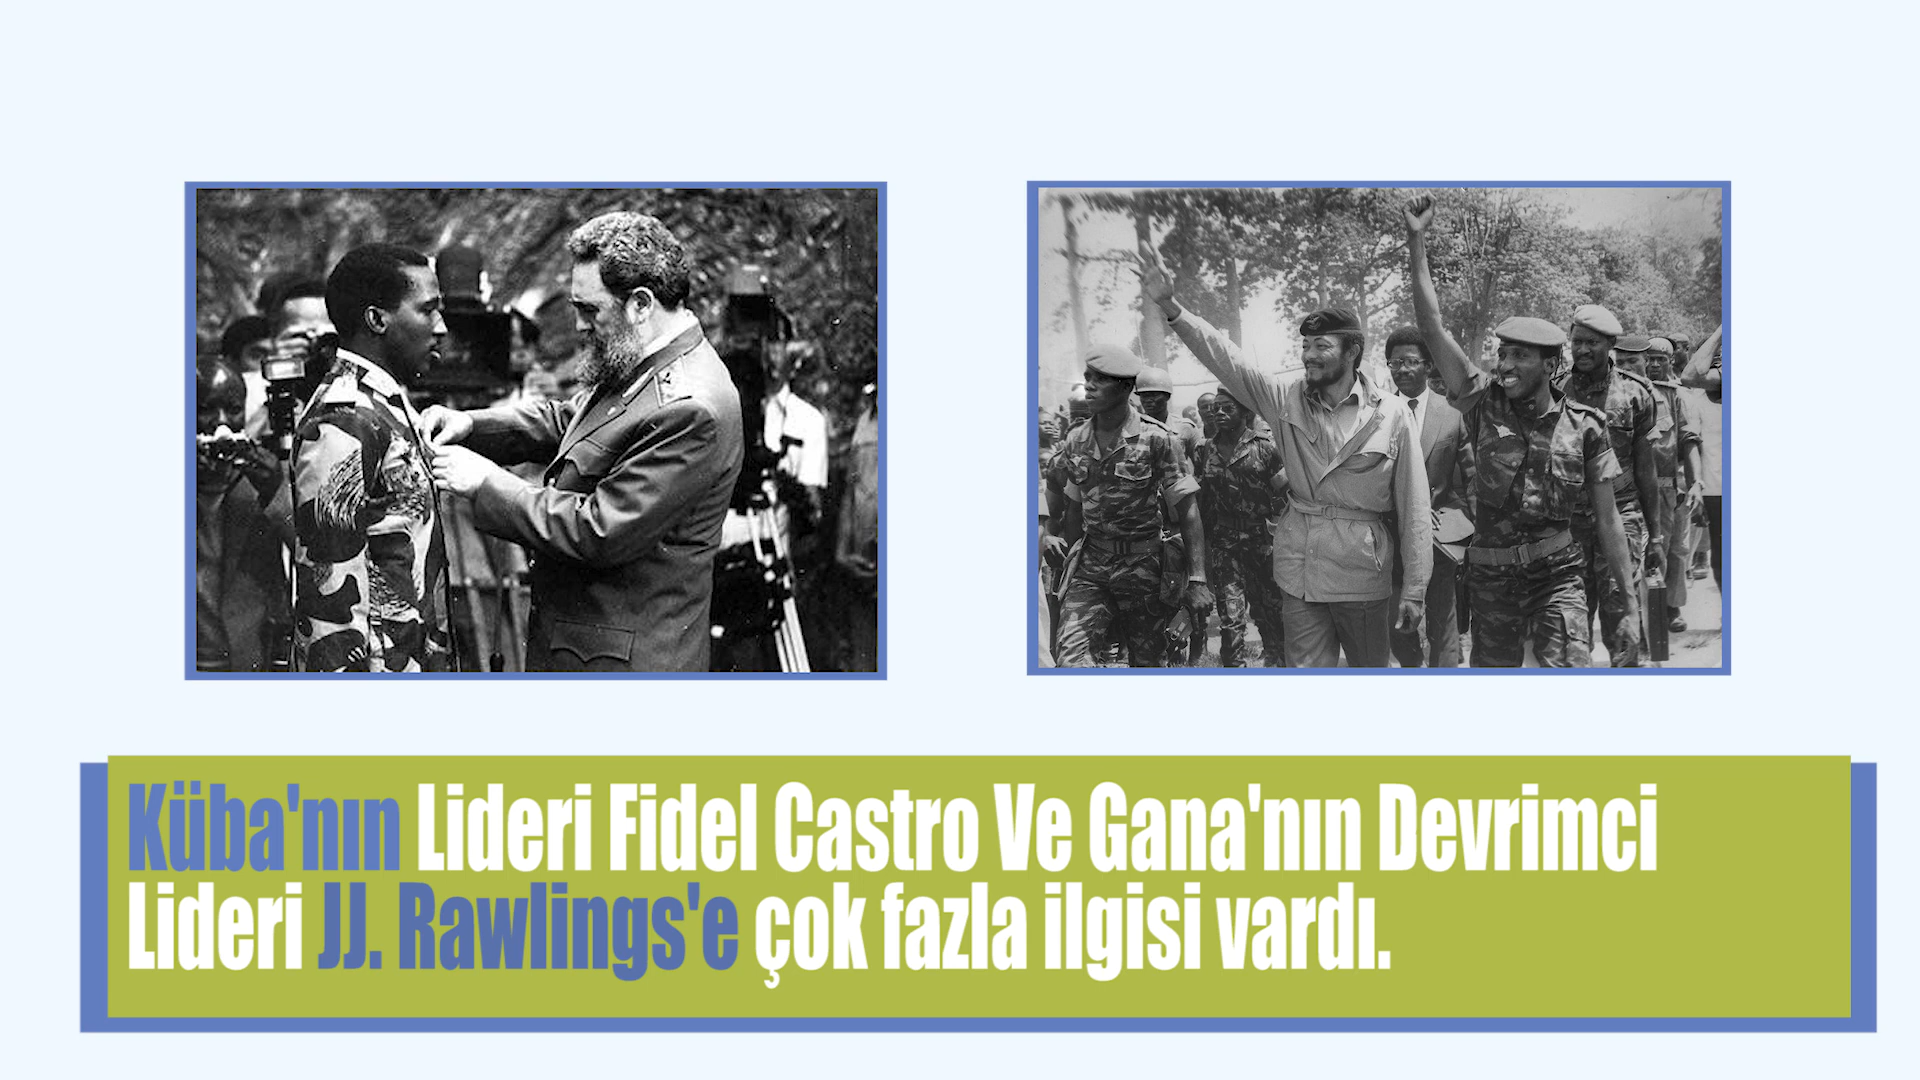 Küba'nın Lideri Fidel Castro Ve Gana'nın Devrimci
Lideri JJ. Rawlings'e çok fazla ilgisi vardı.